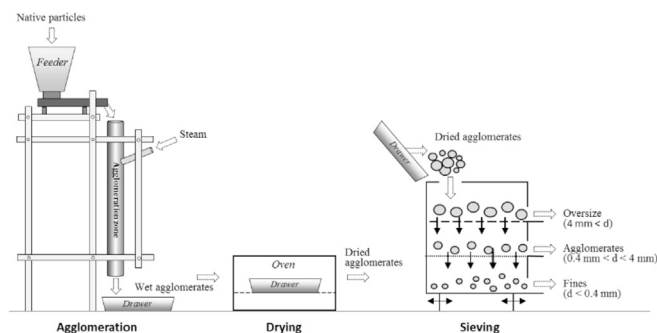 Native particles
Feeder
Steam
Agglomeration zone
Wet agglomerates
Drawer
Agglomeration
Oven
Drawer
Drying
Dried
agglomerates
Drawer
Dried agglomerates
Oversize
(4 mm < d)
Agglomerates
(0.4 mm < d < 4 mm)
Fines
(d < 0.4 mm)
Sieving